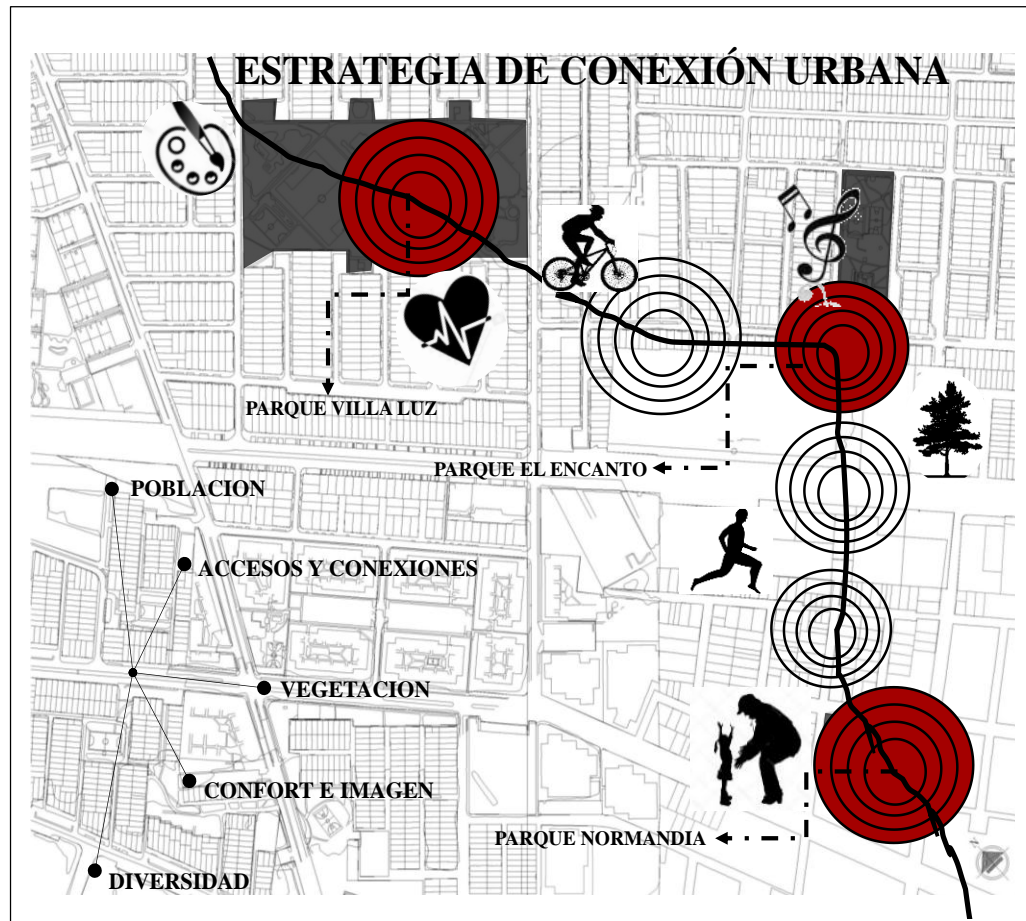 ESTRATEGIA DE CONEXIÓN URBANA
PARQUE VILLA LUZ
PARQUE EL ENCANTO
POBLACION
ACCESOS Y CONEXIONES
VEGETACION
CONFORT E IMAGEN
PARQUE NORMANDIA
DIVERSIDAD